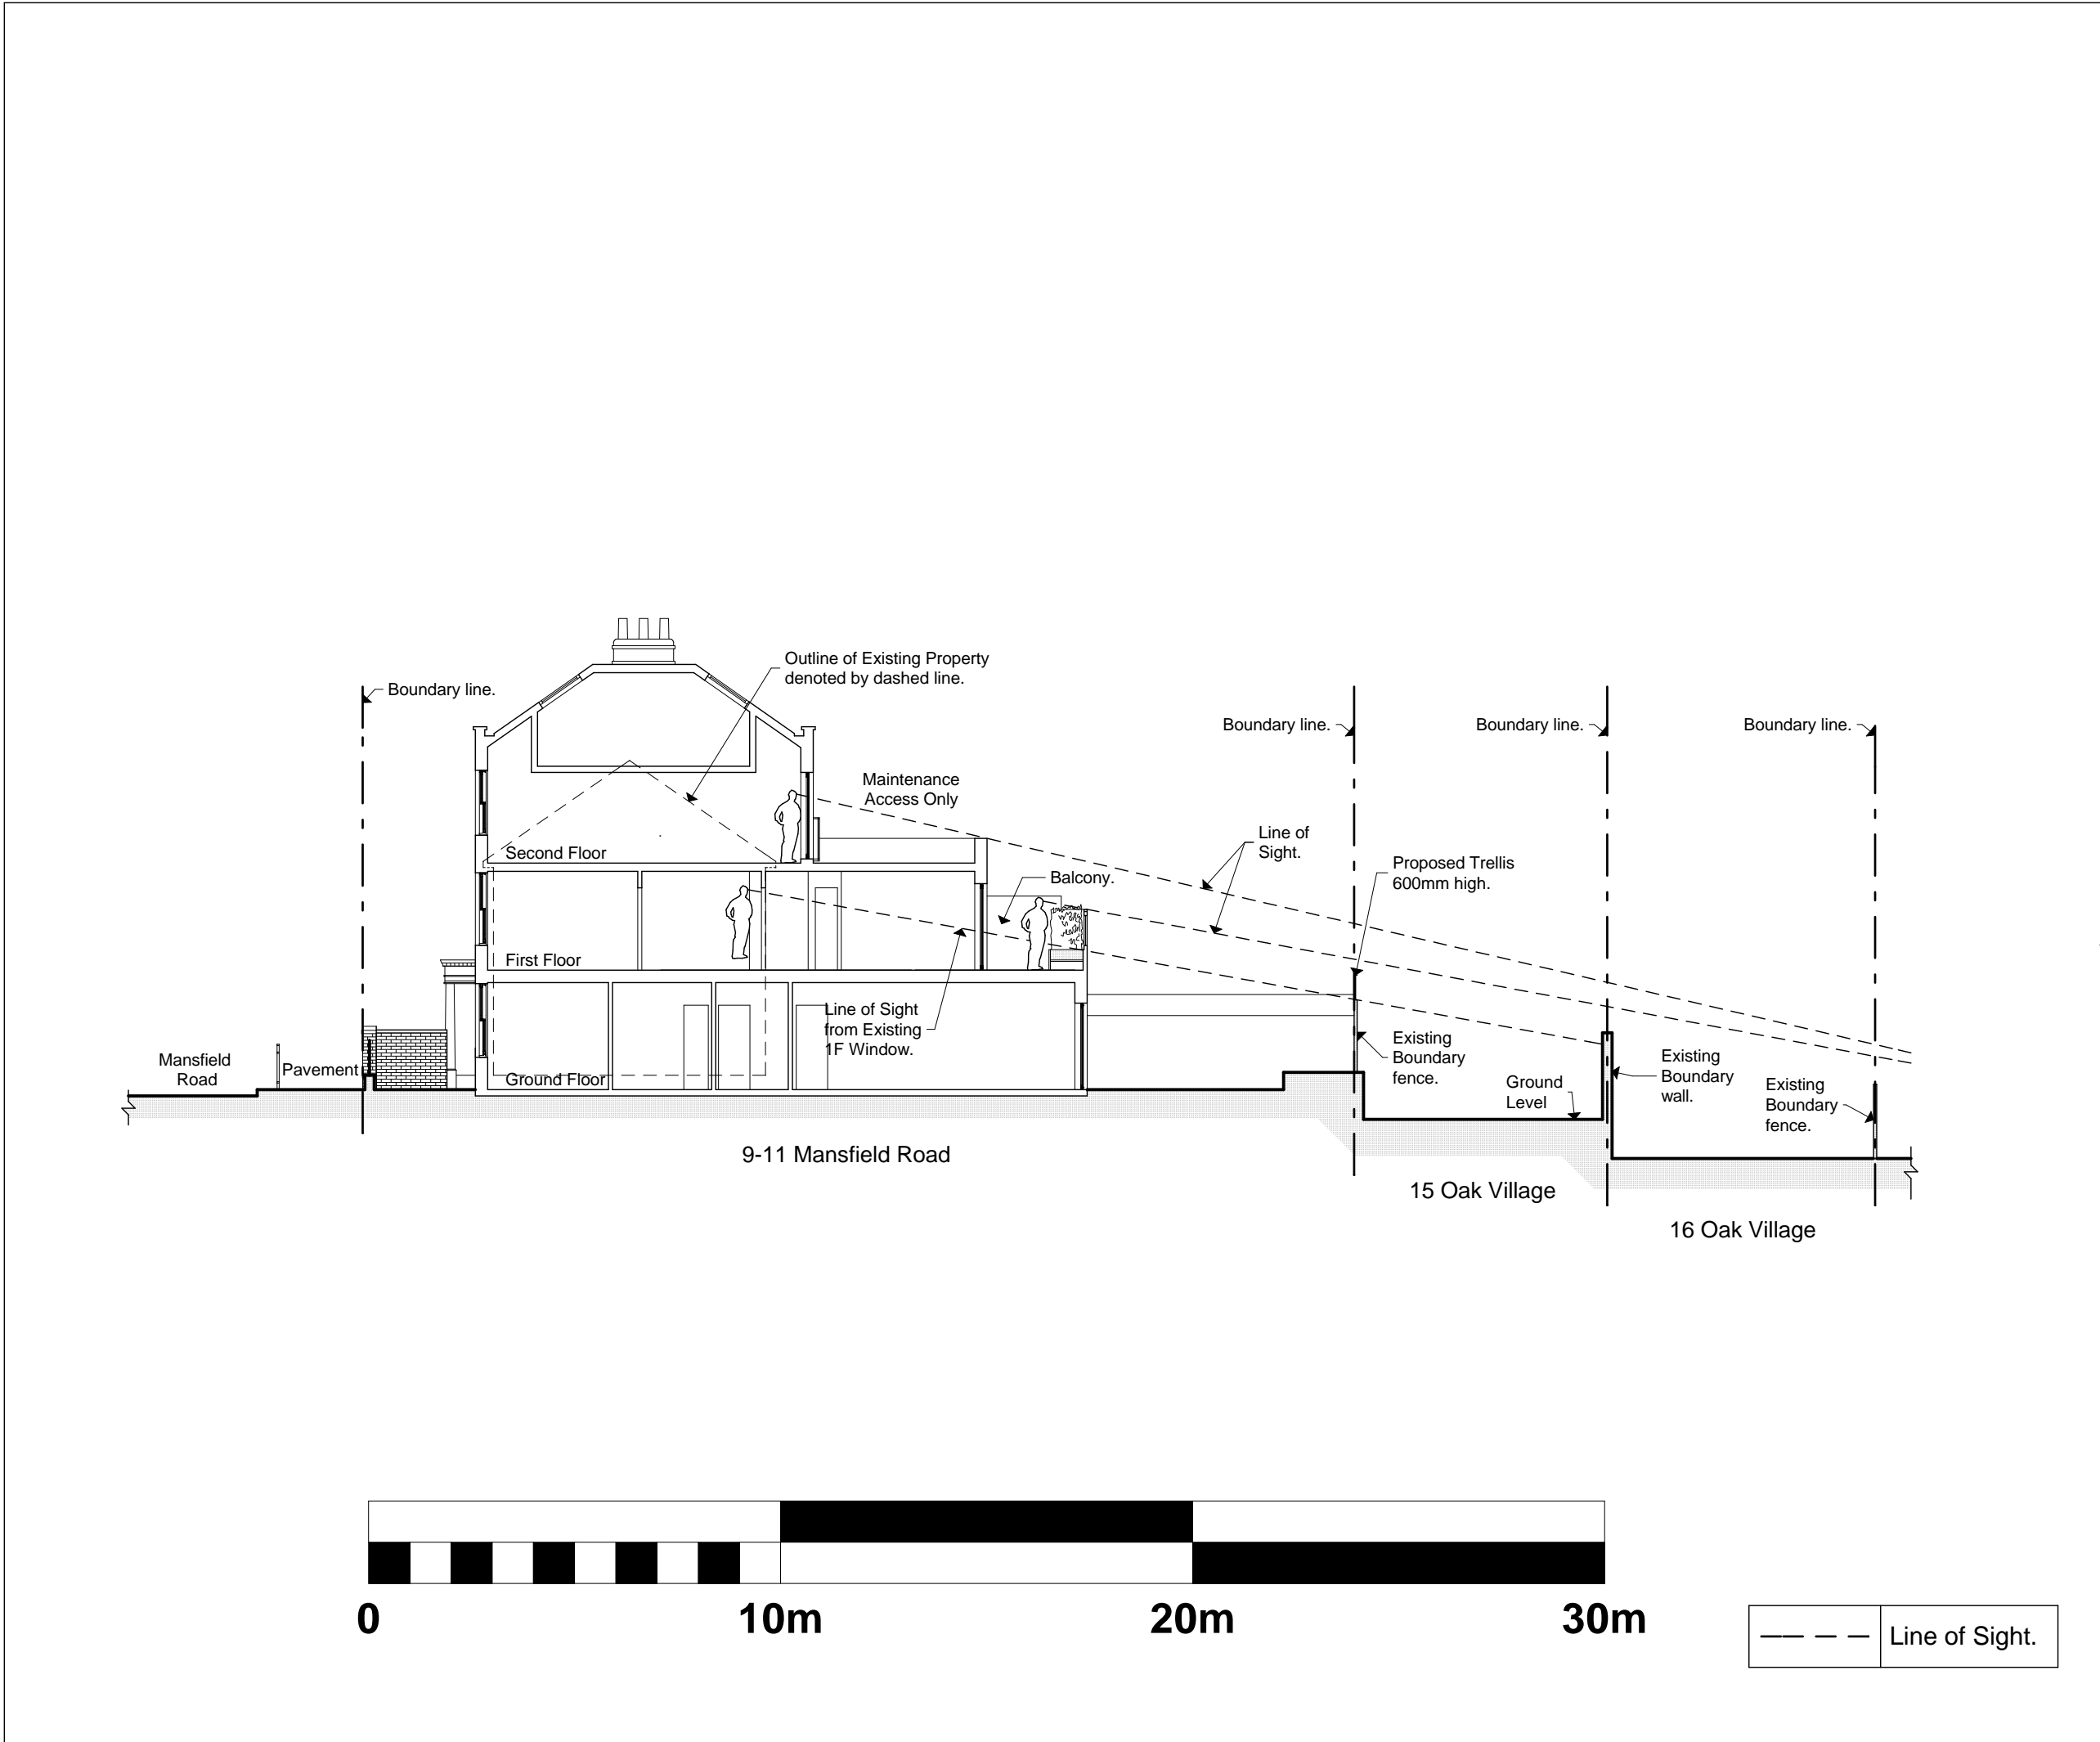 Outline of Existing Property
denoted by dashed line.
Boundary line.
Boundary line.
Boundary line.
Boundary line.
Maintenance
Access Only
Line of
Sight.
Proposed Trellis
600mm high.
Second Floor
Balcony.
First Floor
Line of Sight
from Existing
1F Window.
Mansfield
Road
Pavement
Ground Floor
Existing
Boundary
fence.
Ground
Level
Existing
Boundary
wall.
Existing
Boundary
fence.
9-11 Mansfield Road
15 Oak Village
16 Oak Village
0
10m
20m
30m
Line of Sight.